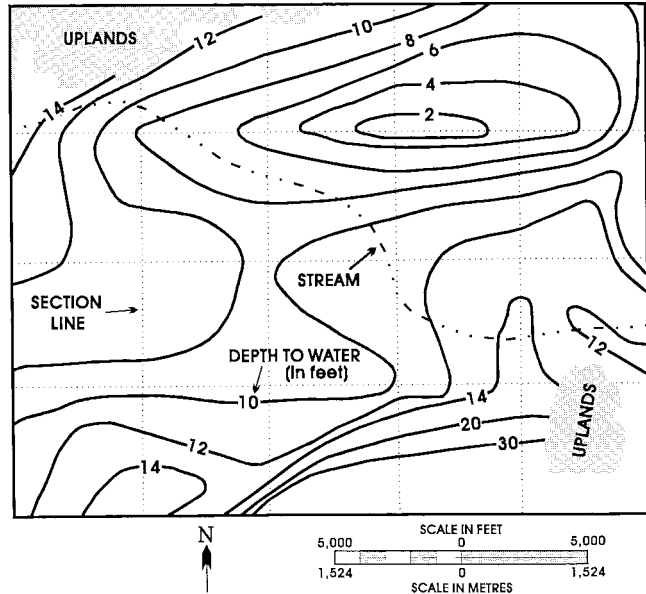 UPLANDS
12
10
8
6
4
2
14
STREAM
SECTION
LINE
DEPTH TO WATER
(In feet)
10
12
14
14
20
30
12
UPLANDS
N
SCALE IN FEET
5,000 0 5,000
1,524 0 1,524
SCALE IN METRES